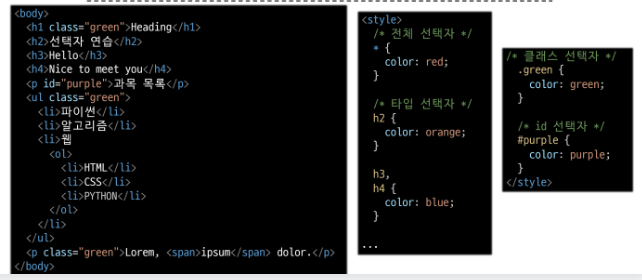 <body>
<h1 class="green">Heading</h1>
<h2>선택자 연습</h2>
<h3>Hello</h3>
<h4>Nice to meet you</h4>
<p id="purple">과목 목록</p>
<ul class="green">
<li>파이썬</li>
<li>알고리즘</li>
<li>웹
<ol>
<li>HTML</li>
<li>CSS</li>
<li>PYTHON</li>
</ol>
</li>
</ul>
<p class="green">Lorem, <span>ipsum</span> dolor.</p>
</body>
<style>
/* 전체 선택자 */
* {
color: red;
}
/* 타입 선택자 */
h2 {
color: orange;
}
h3,
h4 {
color: blue;
}
...
/* 클래스 선택자 */
.green {
color: green;
}
/* id 선택자 */
#purple {
color: purple;
}
</style>